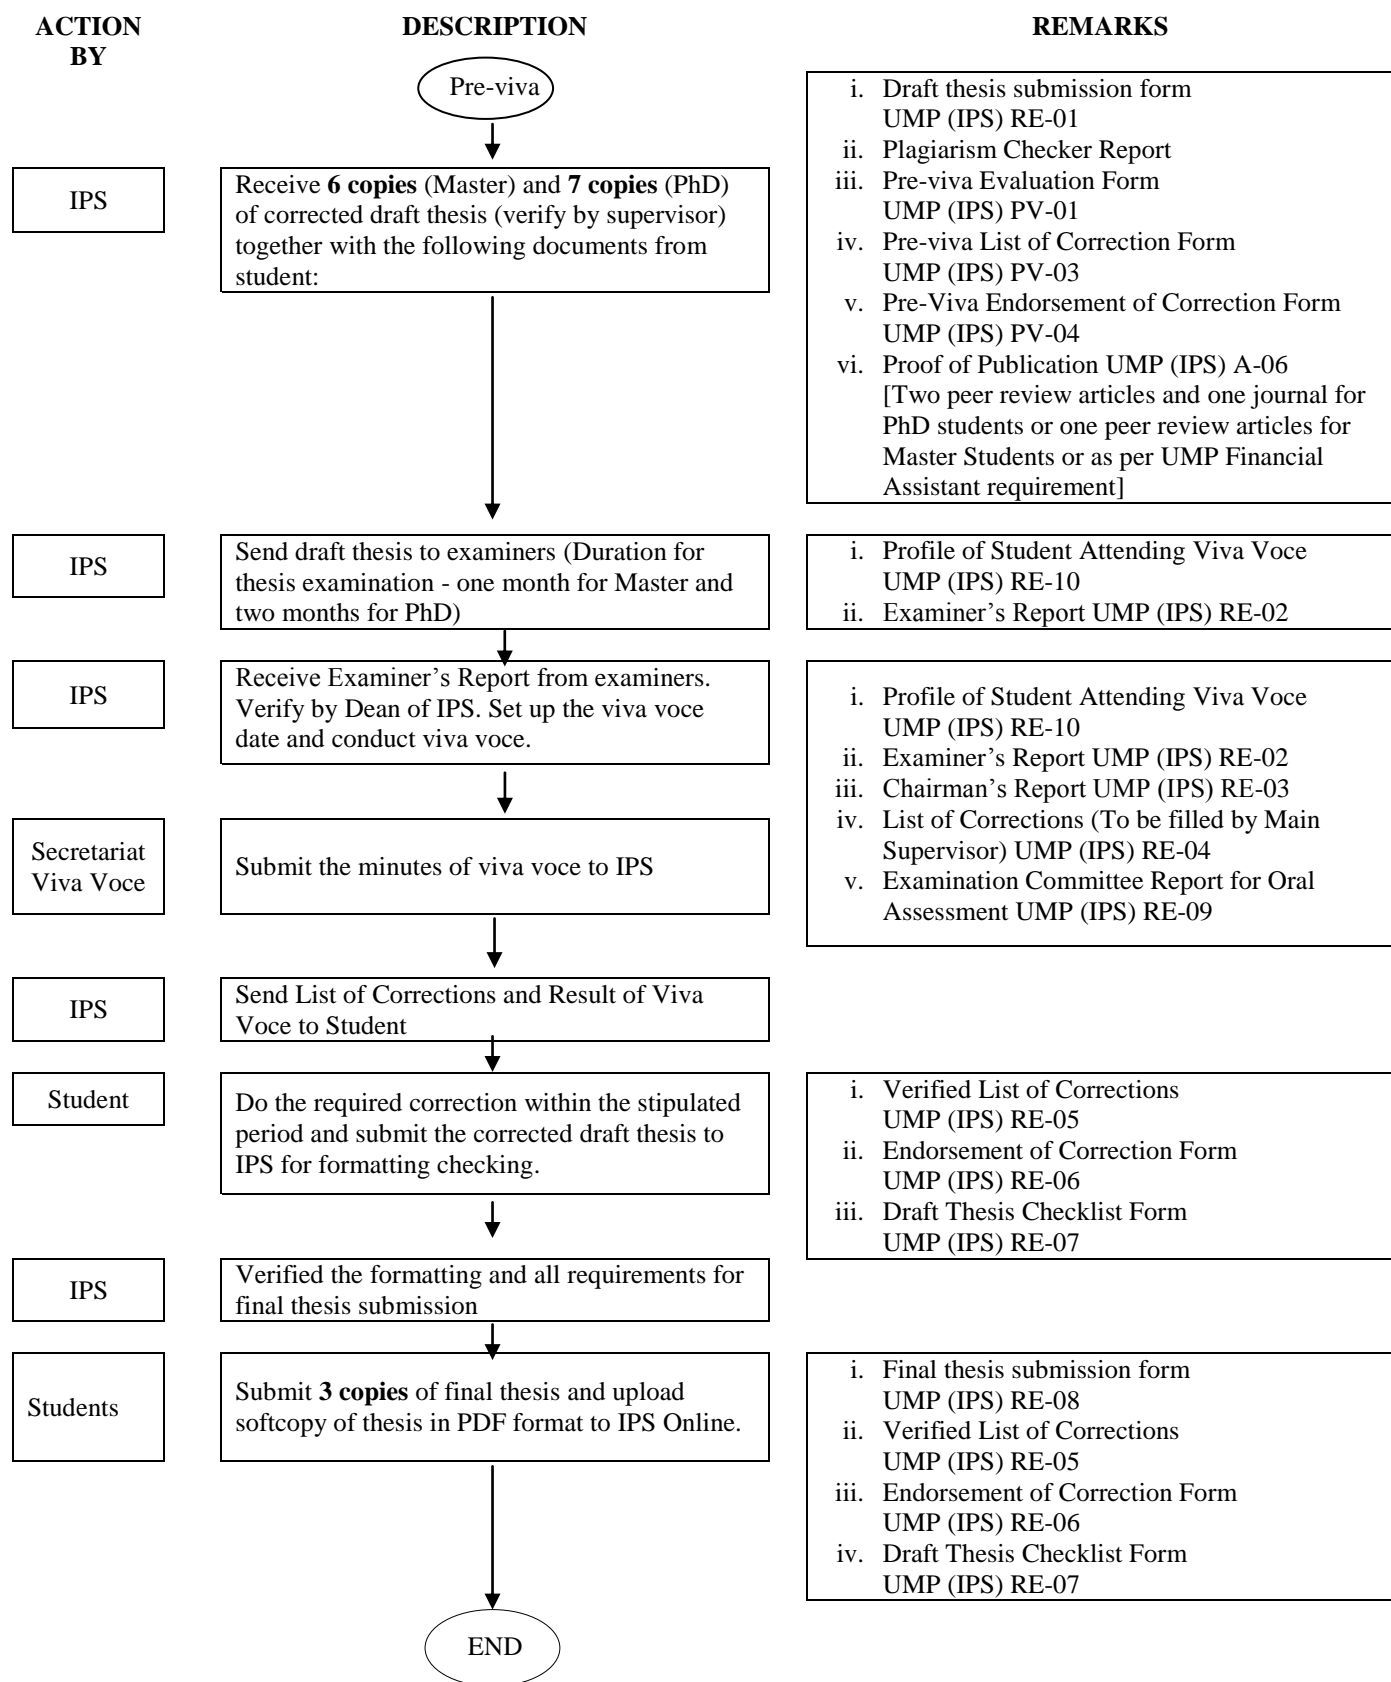 ACTION
BY
DESCRIPTION
REMARKS
Pre-viva
i. Draft thesis submission form
UMP (IPS) RE-01
ii. Plagiarism Checker Report
iii. Pre-viva Evaluation Form
UMP (IPS) PV-01
iv. Pre-viva List of Correction Form
UMP (IPS) PV-03
v. Pre-Viva Endorsement of Correction Form
UMP (IPS) PV-04
vi. Proof of Publication UMP (IPS) A-06
[Two peer review articles and one journal for
PhD students or one peer review articles for
Master Students or as per UMP Financial
Assistant requirement]
IPS
Receive 6 copies (Master) and 7 copies (PhD)
of corrected draft thesis (verify by supervisor)
together with the following documents from
student:
IPS
Send draft thesis to examiners (Duration for
thesis examination - one month for Master and
two months for PhD)
i. Profile of Student Attending Viva Voce
UMP (IPS) RE-10
ii. Examiner’s Report UMP (IPS) RE-02
IPS
Receive Examiner’s Report from examiners.
Verify by Dean of IPS. Set up the viva voce
date and conduct viva voce.
i. Profile of Student Attending Viva Voce
UMP (IPS) RE-10
ii. Examiner’s Report UMP (IPS) RE-02
iii. Chairman’s Report UMP (IPS) RE-03
iv. List of Corrections (To be filled by Main
Supervisor) UMP (IPS) RE-04
v. Examination Committee Report for Oral
Assessment UMP (IPS) RE-09
Secretariat
Viva Voce
Submit the minutes of viva voce to IPS
IPS
Send List of Corrections and Result of Viva
Voce to Student
Student
Do the required correction within the stipulated
period and submit the corrected draft thesis to
IPS for formatting checking.
i. Verified List of Corrections
UMP (IPS) RE-05
ii. Endorsement of Correction Form
UMP (IPS) RE-06
iii. Draft Thesis Checklist Form
UMP (IPS) RE-07
IPS
Verified the formatting and all requirements for
final thesis submission
Students
Submit 3 copies of final thesis and upload
softcopy of thesis in PDF format to IPS Online.
i. Final thesis submission form
UMP (IPS) RE-08
ii. Verified List of Corrections
UMP (IPS) RE-05
iii. Endorsement of Correction Form
UMP (IPS) RE-06
iv. Draft Thesis Checklist Form
UMP (IPS) RE-07
END